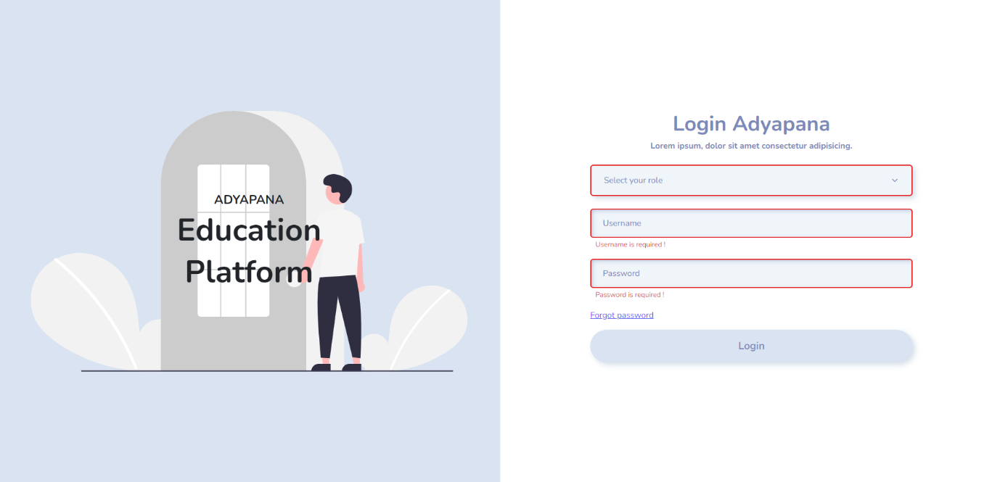 ADYAPANA
Education
Platform
Login Adyapana
Lorem ipsum, dolor sit amet consectetur adipisicing.
Select your role
Username
Username is required !
Password
Password is required !
Forgot password
Login